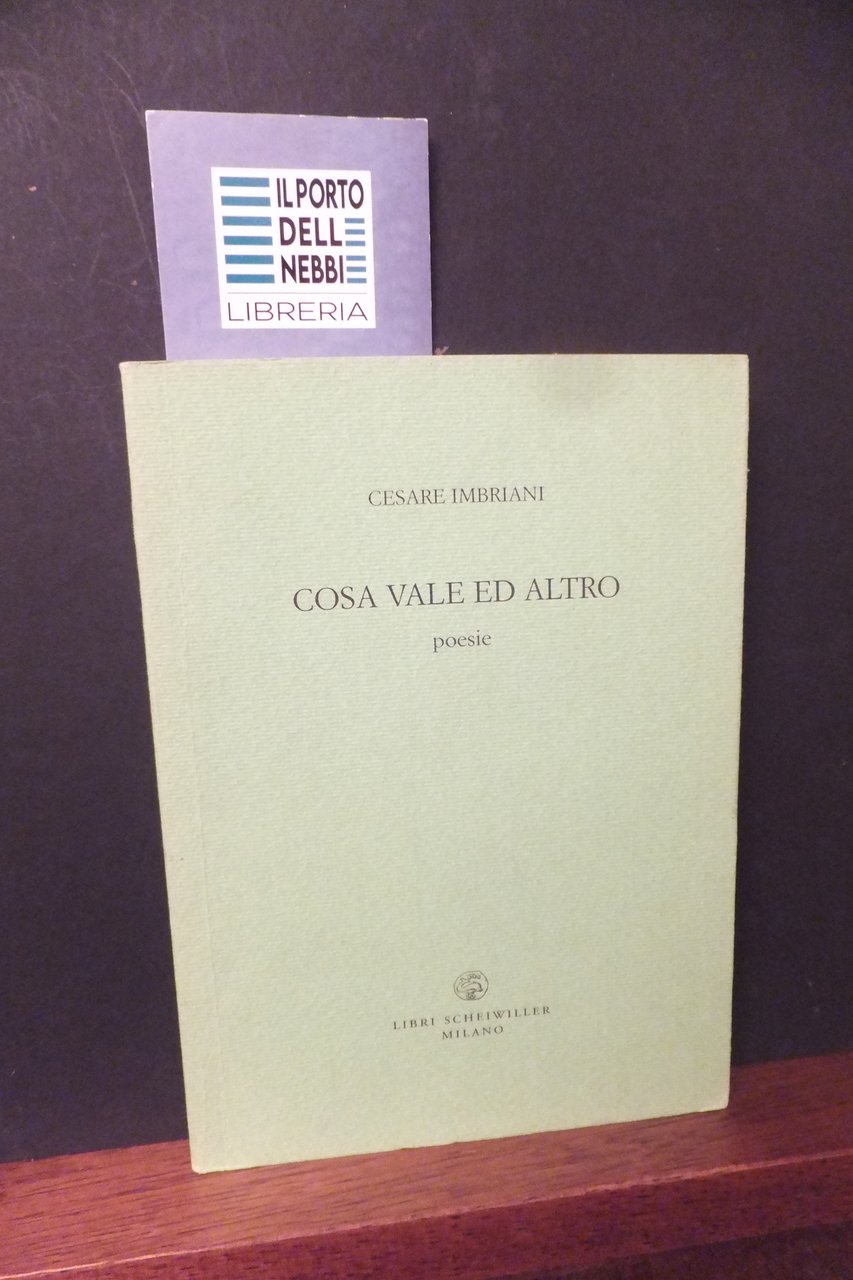 IL PORTO
DELL
NEBBI
LIBRERIA
CESARE IMBRIANI
COSA VALE ED ALTRO
poesie
LIBRI SCHEIWILLER
MILANO